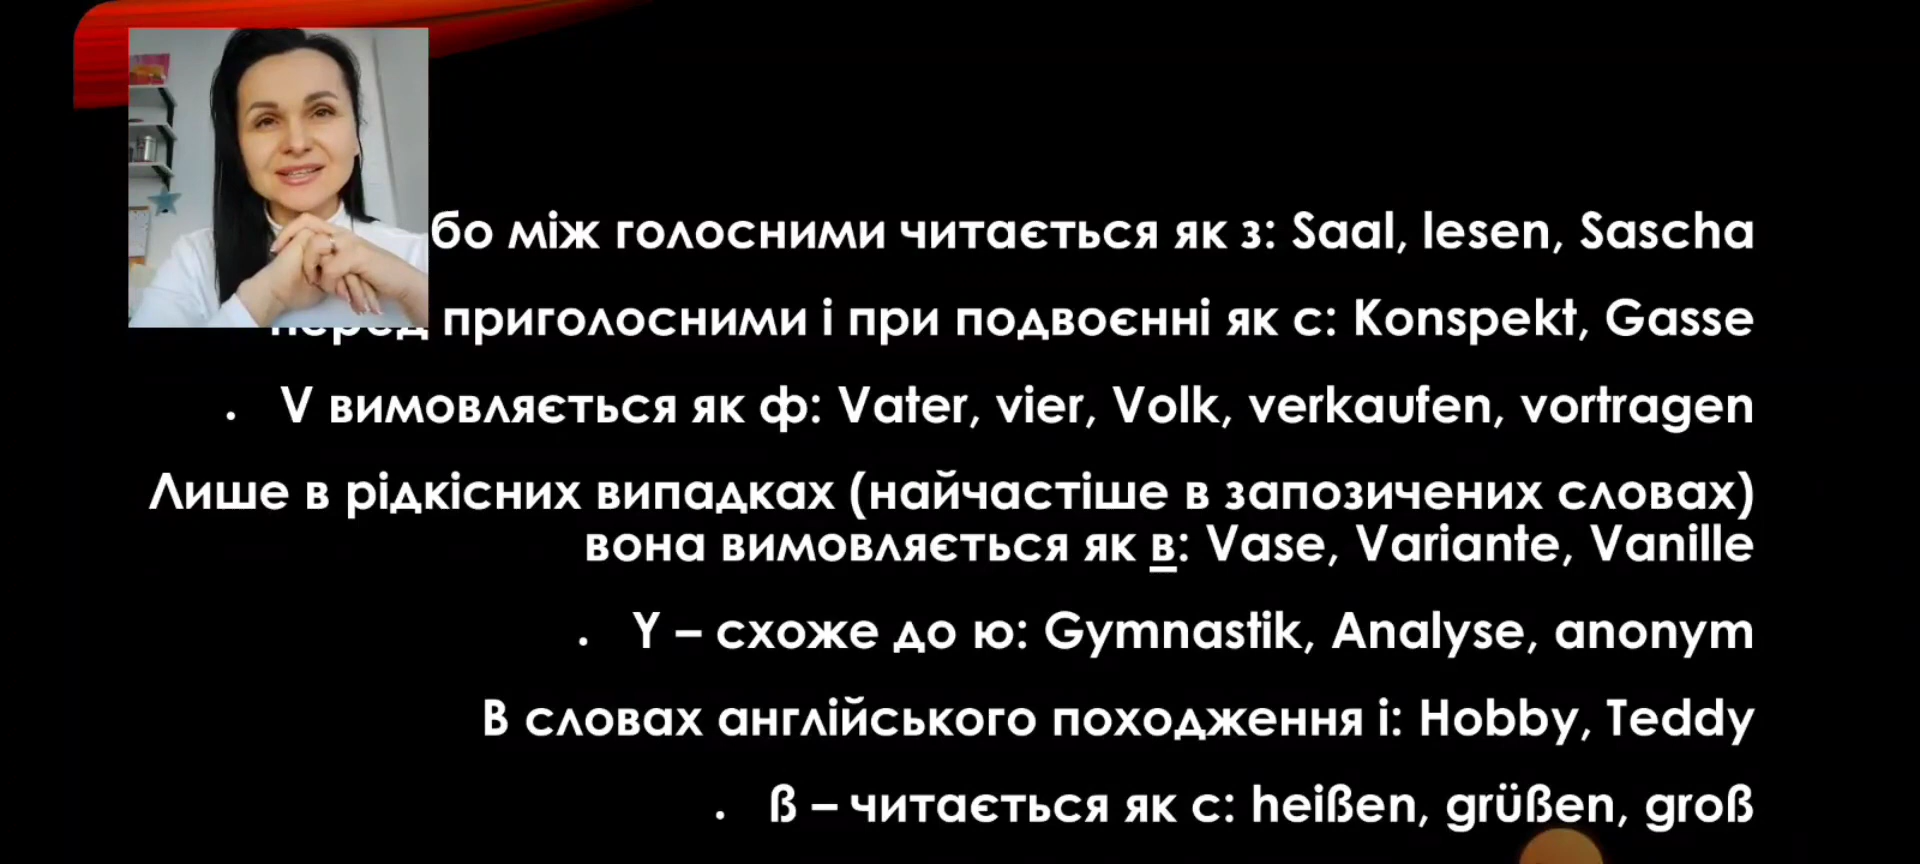 між голосними читається як з: Saal, lesen, Sascha
приголосними і при подвоєнні як с: Konspekt, Gasse
• V вимовляється як ф: Vater, vier, Volk, verkaufen, vortragen
Лише в рідкісних випадках (найчастіше в запозичених словах)
вона вимовляється як в: Vase, Variante, Vanille
• Y – схоже до ю: Gymnastik, Analyse, anonym
В словах англійського походження і: Hobby, Teddy
• ß – читається як с: heißen, grüßen, groß